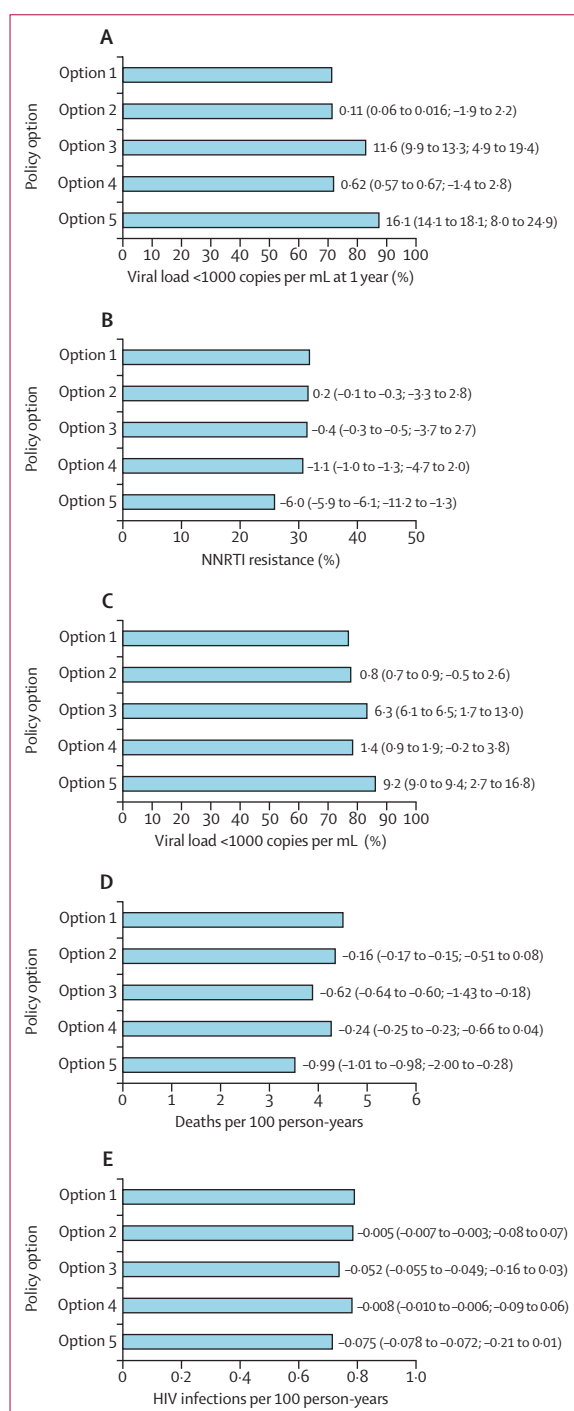 A
Policy option
Option 1
Option 2 0·11 (0·06 to 0·016; –1·9 to 2·2)
Option 3 11·6 (9·9 to 13·3; 4·9 to 19·4)
Option 4 0·62 (0·57 to 0·67; –1·4 to 2·8)
Option 5 16·1 (14·1 to 18·1; 8·0 to 24·9)
0 10 20 30 40 50 60 70 80 90 100
Viral load <1000 copies per mL at 1 year (%)
B
Policy option
Option 1
Option 2 0·2 (–0·1 to –0·3; –3·3 to 2·8)
Option 3 –0·4 (–0·3 to –0·5; –3·7 to 2·7)
Option 4 –1·1 (–1·0 to –1·3; –4·7 to 2·0)
Option 5 –6·0 (–5·9 to –6·1; –11·2 to –1·3)
0 10 20 30 40 50
NNRTI resistance (%)
C
Policy option
Option 1
Option 2 0·8 (0·7 to 0·9; –0·5 to 2·6)
Option 3 6·3 (6·1 to 6·5; 1·7 to 13·0)
Option 4 1·4 (0·9 to 1·9; –0·2 to 3·8)
Option 5 9·2 (9·0 to 9·4; 2·7 to 16·8)
0 10 20 30 40 50 60 70 80 90 100
Viral load <1000 copies per mL (%)
D
Policy option
Option 1
Option 2 –0·16 (–0·17 to –0·15; –0·51 to 0·08)
Option 3 –0·62 (–0·64 to –0·60; –1·43 to –0·18)
Option 4 –0·24 (–0·25 to –0·23; –0·66 to 0·04)
Option 5 –0·99 (–1·01 to –0·98; –2·00 to –0·28)
0 1 2 3 4 5 6
Deaths per 100 person-years
E
Policy option
Option 1
Option 2 –0·005 (–0·007 to –0·003; –0·08 to 0·07)
Option 3 –0·052 (–0·055 to –0·049; –0·16 to 0·03)
Option 4 –0·008 (–0·010 to –0·006; –0·09 to 0·06)
Option 5 –0·075 (–0·078 to –0·072; –0·21 to 0·01)
0 0·2 0·4 0·6 0·8 1·0
HIV infections per 100 person-years